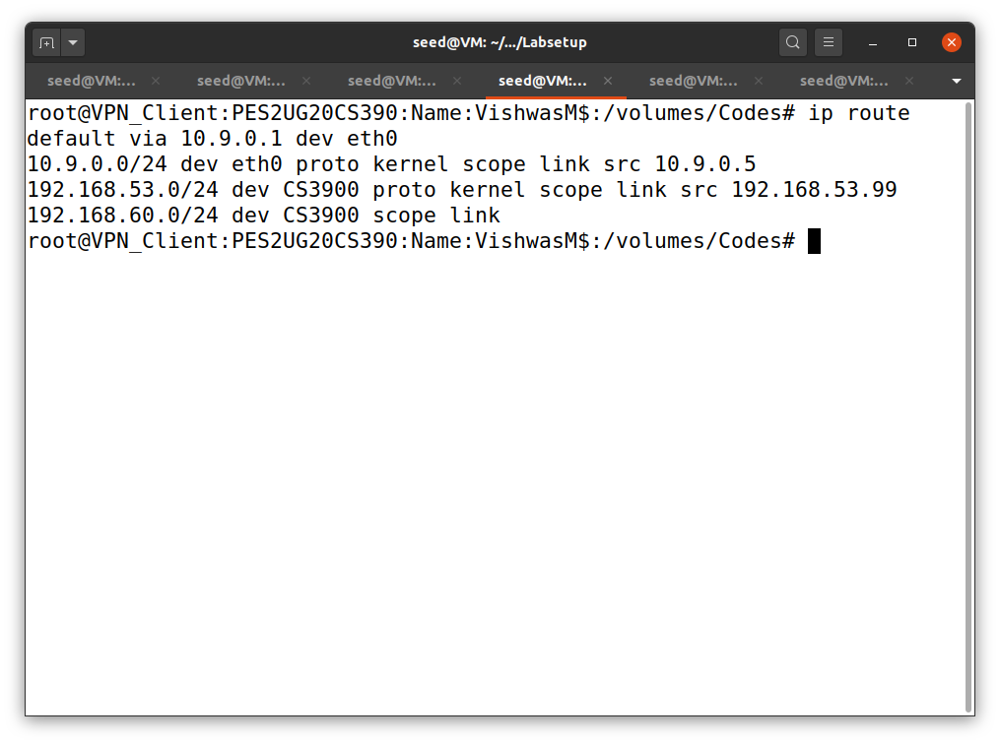 seed@VM: ~/.../Labsetup
seed@VM:... seed@VM:... seed@VM:... seed@VM:... seed@VM:... seed@VM:...
root@VPN_Client:PES2UG20CS390:Name:VishwasM$:/volumes/Codes# ip route
default via 10.9.0.1 dev eth0
10.9.0.0/24 dev eth0 proto kernel scope link src 10.9.0.5
192.168.53.0/24 dev CS3900 proto kernel scope link src 192.168.53.99
192.168.60.0/24 dev CS3900 scope link
root@VPN_Client:PES2UG20CS390:Name:VishwasM$:/volumes/Codes#